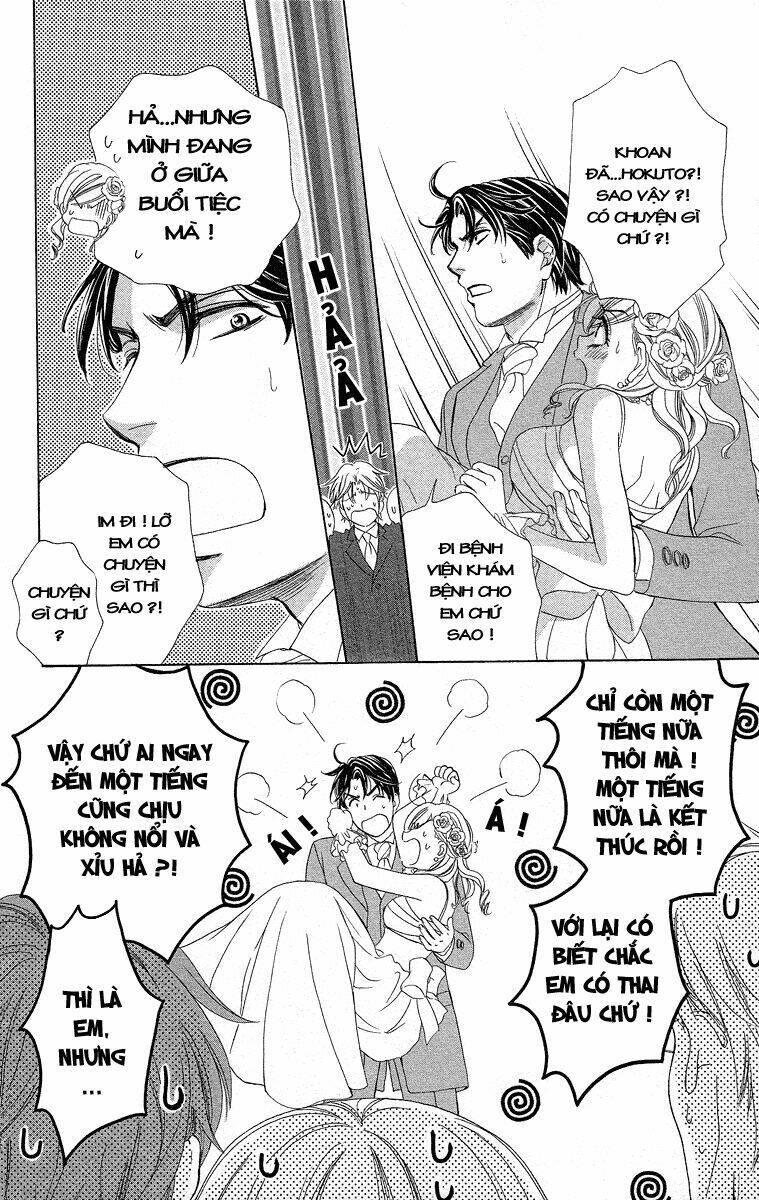 KHOAN
ĐÃ...HOKUTO?!
SAO VẬY ?!
CÓ CHUYỆN GÌ
CHỨ ?!
ĐI BỆNH
VIỆN KHÁM
BỆNH CHO
EM CHỨ
SAO !
HẢẢ
HẢ...NHƯNG
MÌNH ĐANG
Ở GIỮA
BUỔI TIỆC
MÀ !
IM ĐI ! LỠ
EM CÓ
CHUYỆN
GÌ THÌ
SAO ?!
CHUYỆN
GÌ CHỨ
?
CHỈ CÒN MỘT
TIẾNG NỮA
THÔI MÀ !
MỘT TIẾNG
NỮA LÀ KẾT
THÚC RỒI !
VỚI LẠI CÓ
BIẾT CHẮC
EM CÓ THAI
ĐÂU CHỨ !
Á !
ÁI !
VẬY CHỨ AI NGAY
ĐẾN MỘT TIẾNG
CŨNG CHỊU
KHÔNG NỔI VÀ
XỈU HẢ ?!
THÌ LÀ
EM,
NHƯNG
...